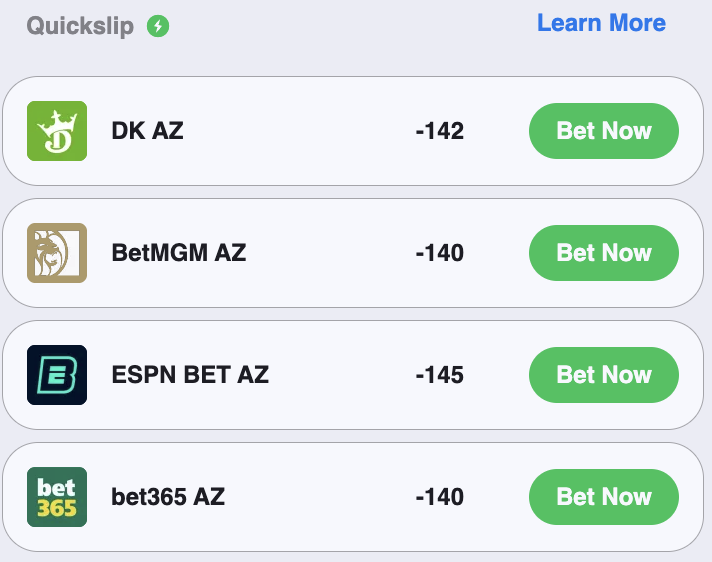 Quickslip Learn More
DK AZ -142 Bet Now
BetMGM AZ -140 Bet Now
ESPN BET AZ -145 Bet Now
bet
365
bet365 AZ -140 Bet Now